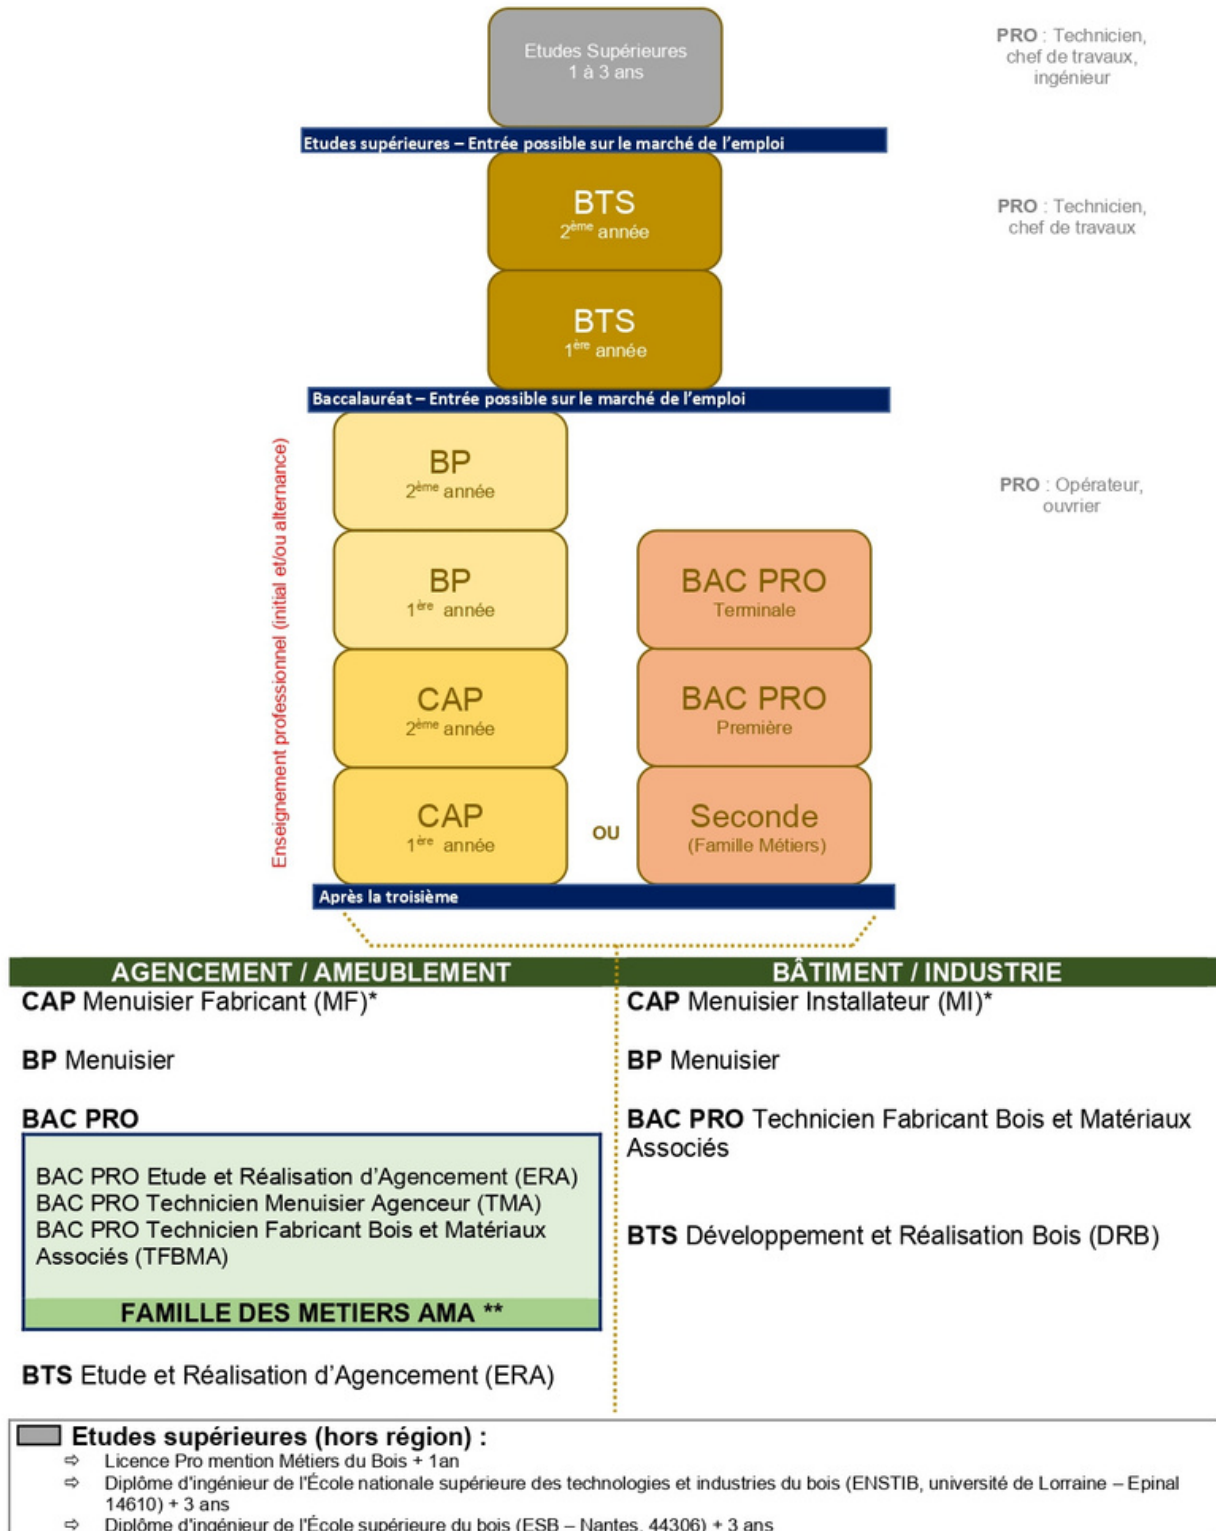 Etudes Supérieures
1 à 3 ans
PRO : Technicien,
chef de travaux,
ingénieur
Etudes supérieures – Entrée possible sur le marché de l'emploi
BTS
2ème année
PRO : Technicien,
chef de travaux
BTS
1ère année
Baccalauréat – Entrée possible sur le marché de l'emploi
Enseignement professionnel (initial et/ou alternance)
BP
2ème année
PRO : Opérateur,
ouvrier
BP
1ère année
BAC PRO
Terminale
CAP
2ème année
BAC PRO
Première
CAP
1ère année
OU
Seconde
(Famille Métiers)
Après la troisième
AGENCEMENT / AMEUBLEMENT
CAP Menuisier Fabricant (MF)*
BP Menuisier
BAC PRO
BAC PRO Etude et Réalisation d'Agencement (ERA)
BAC PRO Technicien Menuisier Agenceur (TMA)
BAC PRO Technicien Fabricant Bois et Matériaux
Associés (TFBMA)
FAMILLE DES METIERS AMA **
BTS Etude et Réalisation d'Agencement (ERA)
BÂTIMENT / INDUSTRIE
CAP Menuisier Installateur (MI)*
BP Menuisier
BAC PRO Technicien Fabricant Bois et Matériaux
Associés
BTS Développement et Réalisation Bois (DRB)
Etudes supérieures (hors région) :
⇨ Licence Pro mention Métiers du Bois + 1an
⇨ Diplôme d'ingénieur de l'École nationale supérieure des technologies et industries du bois (ENSTIB, université de Lorraine – Epinal
14610) + 3 ans
⇨ Diplôme d'ingénieur de l'École supérieure du bois (ESB – Nantes, 44306) + 3 ans